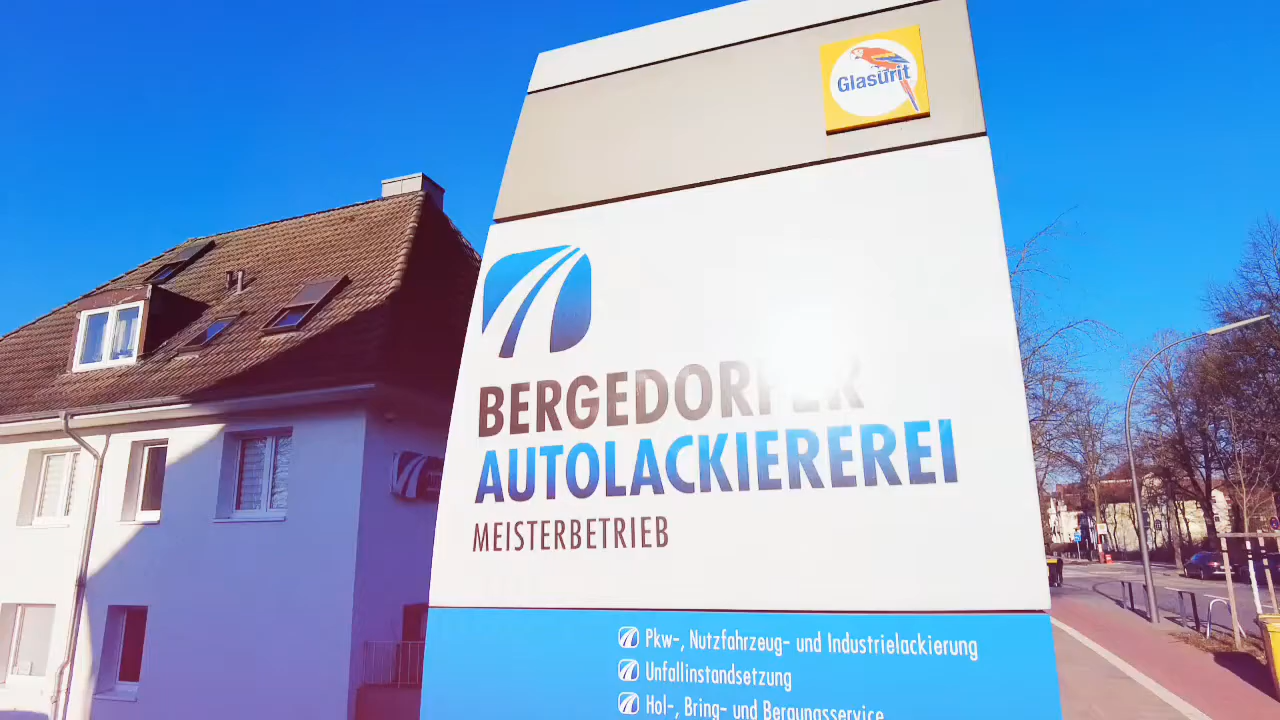 Glasurit
BERGEDORFER
AUTOLACKIEREREI
MEISTERBETRIEB
Pkw-, Nutzfahrzeug- und Industrielackierung
Unfallinstandsetzung
Hol-, Bring- und Bergungsservice